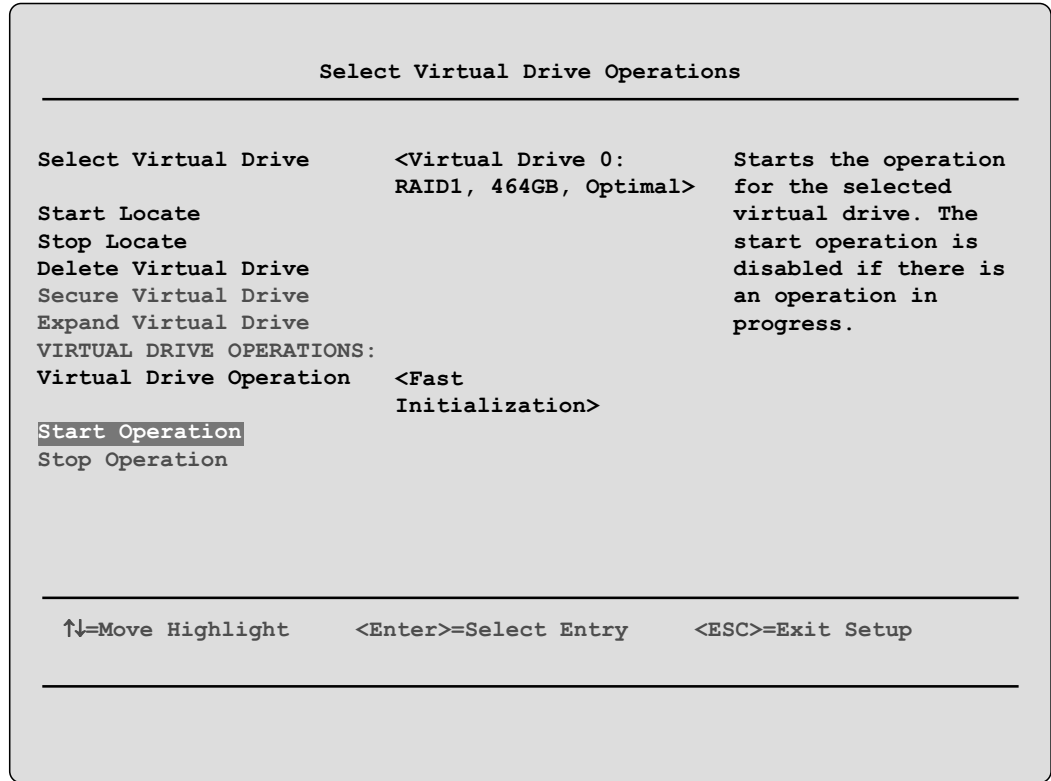 Select Virtual Drive Operations
Select Virtual Drive <Virtual Drive 0: Starts the operation
RAID1, 464GB, Optimal> for the selected
Start Locate virtual drive. The
Stop Locate start operation is
Delete Virtual Drive disabled if there is
Secure Virtual Drive an operation in
Expand Virtual Drive progress.
VIRTUAL DRIVE OPERATIONS:
Virtual Drive Operation <Fast
Initialization>
Start Operation
Stop Operation
↑↓=Move Highlight <Enter>=Select Entry <ESC>=Exit Setup